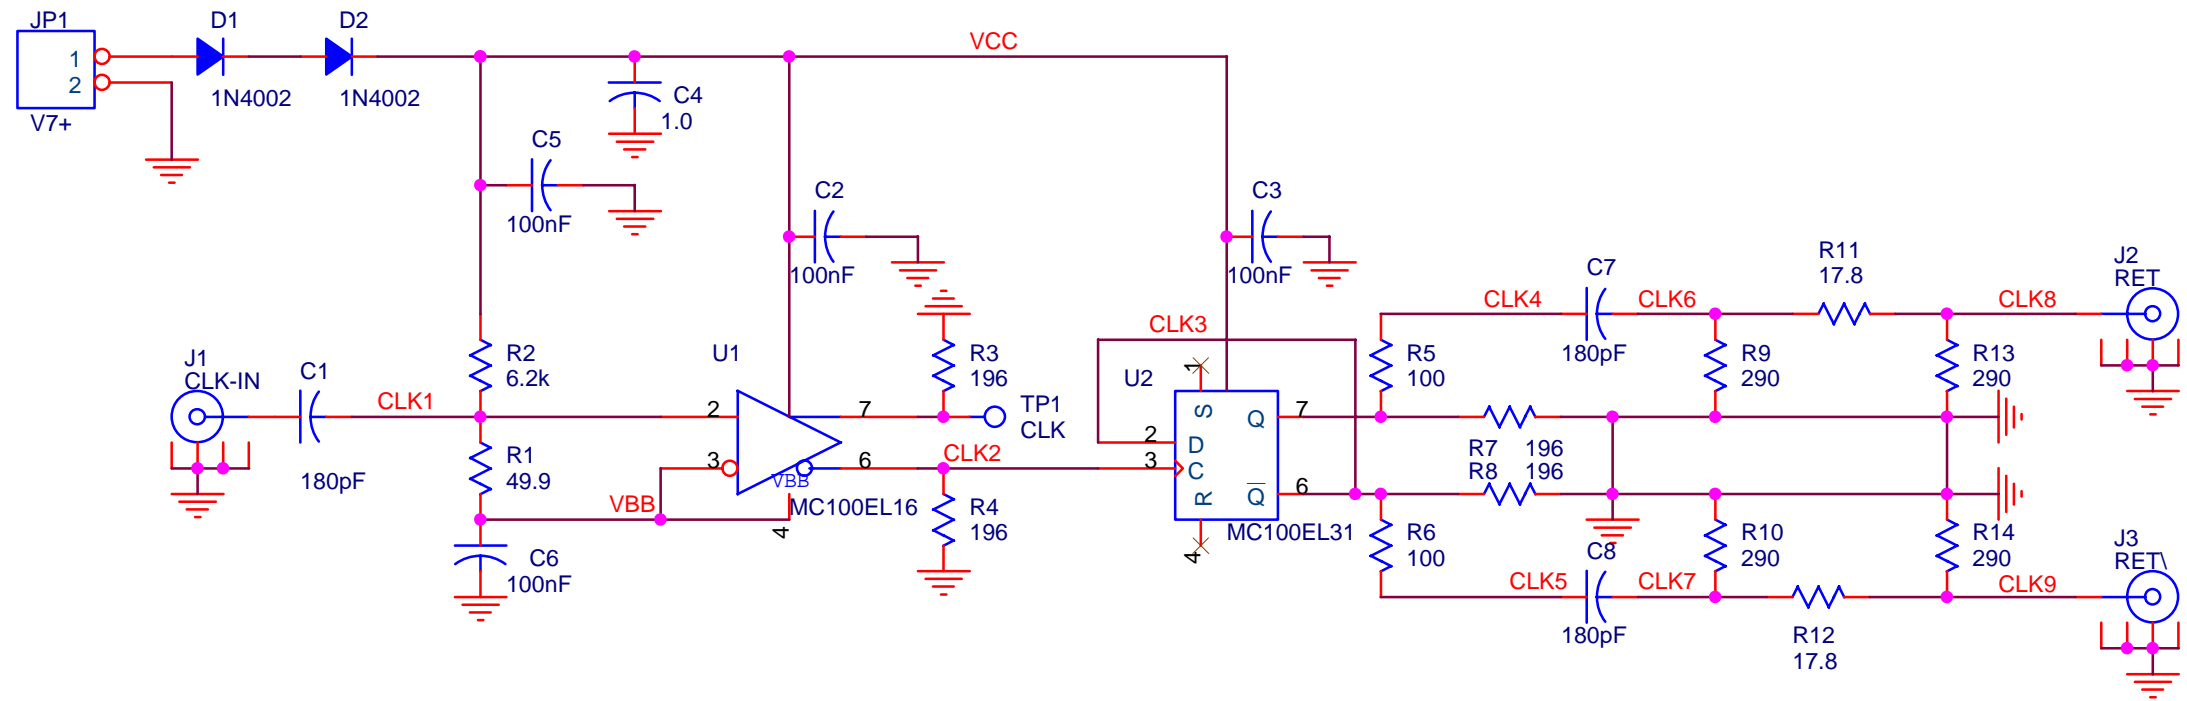 JP1
1
2
V7+
D1
1N4002
D2
1N4002
VCC
C4
1.0
C5
100nF
C2
100nF
C3
100nF
J1
CLK-IN
C1
180pF
CLK1
R2
6.2k
R1
49.9
VBB
C6
100nF
U1
2
3
7
6
VBB
4
MC100EL16
R3
196
TP1
CLK
CLK2
R4
196
CLK3
U2
1
2
3
4
S
D
C
R
Q
Q
7
6
MC100EL31
R5
100
R6
100
R7 196
R8 196
CLK4
C7
180pF
CLK6
R9
290
R11
17.8
R13
290
CLK8
J2
RET
CLK5
C8
180pF
CLK7
R10
290
R12
17.8
R14
290
CLK9
J3
RET\